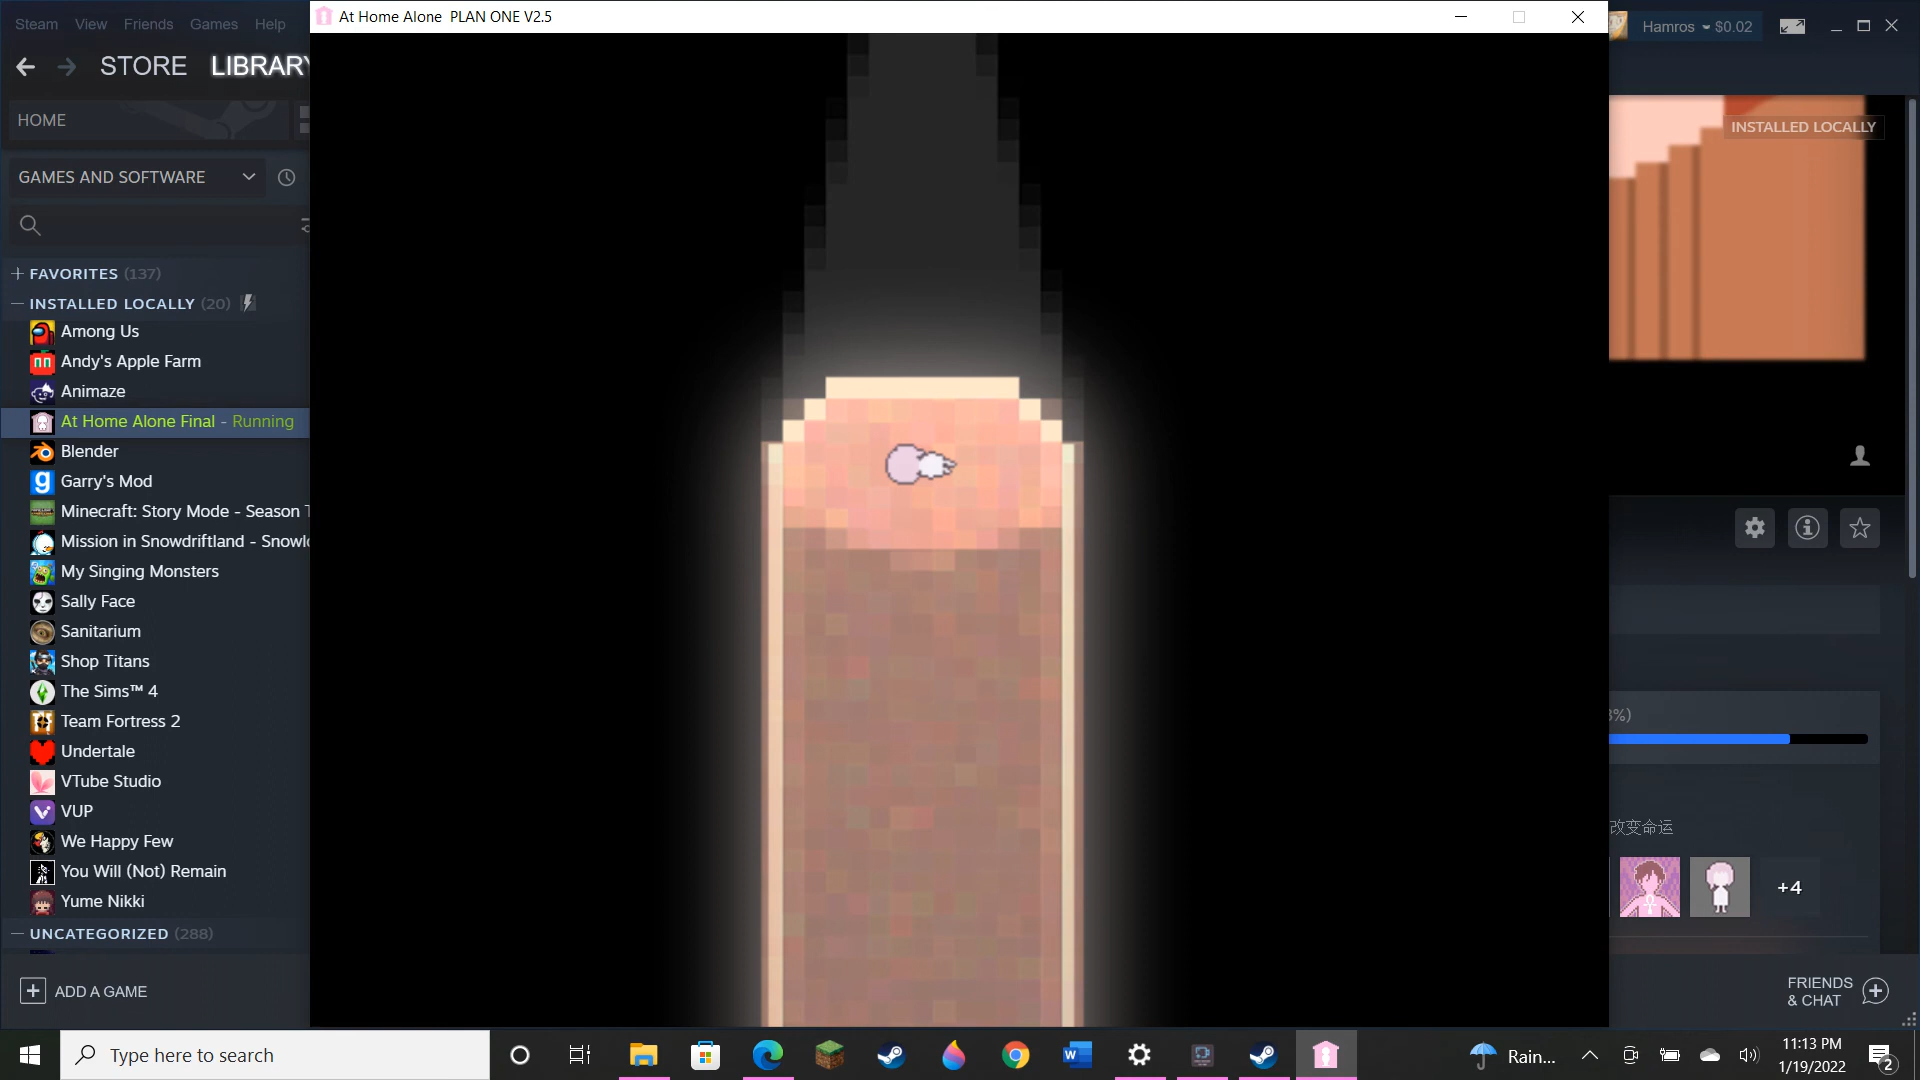 Steam View Friends Games Help
At Home Alone PLAN ONE V2.5
Hamros $0.02
STORE LIBRARY
HOME
INSTALLED LOCALLY
GAMES AND SOFTWARE
FAVORITES (137)
INSTALLED LOCALLY (20)
Among Us
Andy's Apple Farm
Animaze
At Home Alone Final - Running
Blender
Garry's Mod
Minecraft: Story Mode - Season
Mission in Snowdriftland -
My Singing Monsters
Sally Face
Sanitarium
Shop Titans
The Sims™ 4
Team Fortress 2
Undertale
VTube Studio
VUP
We Happy Few
You Will (Not) Remain
Yume Nikki
UNCATEGORIZED (288)
%)
改变命运
+4
ADD A GAME
FRIENDS
& CHAT
Type here to search
Rain...
11:13 PM
1/19/2022
2